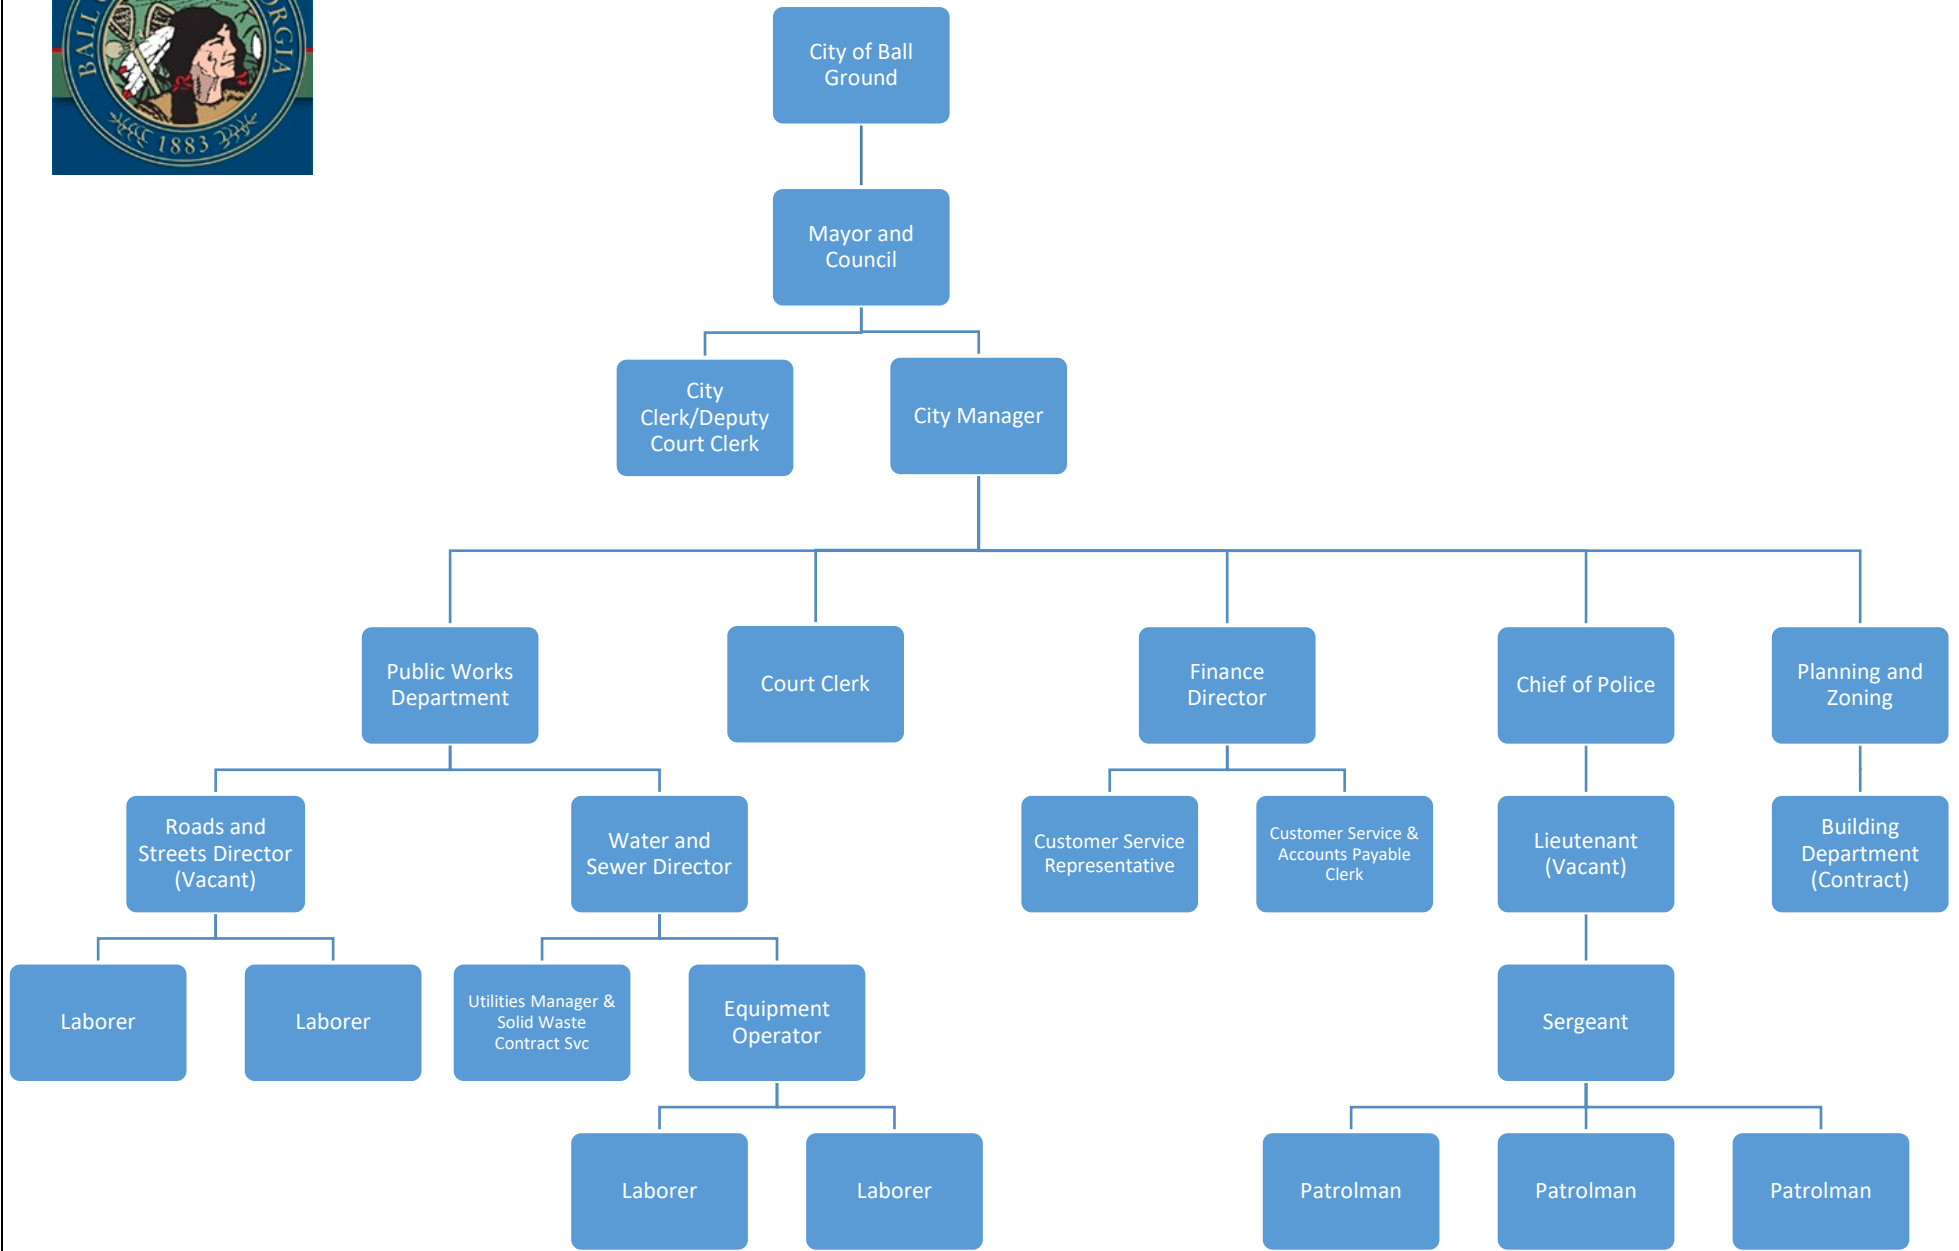 BALL
ORGIA
1883
City of Ball
Ground
Mayor and
Council
City
Clerk/Deputy
Court Clerk
City Manager
Public Works
Department
Court Clerk
Finance
Director
Chief of Police
Planning and
Zoning
Roads and
Streets Director
(Vacant)
Water and
Sewer Director
Customer Service
Representative
Customer Service &
Accounts Payable
Clerk
Lieutenant
(Vacant)
Building
Department
(Contract)
Laborer
Laborer
Utilities Manager &
Solid Waste
Contract Svc
Equipment
Operator
Sergeant
Laborer
Laborer
Patrolman
Patrolman
Patrolman